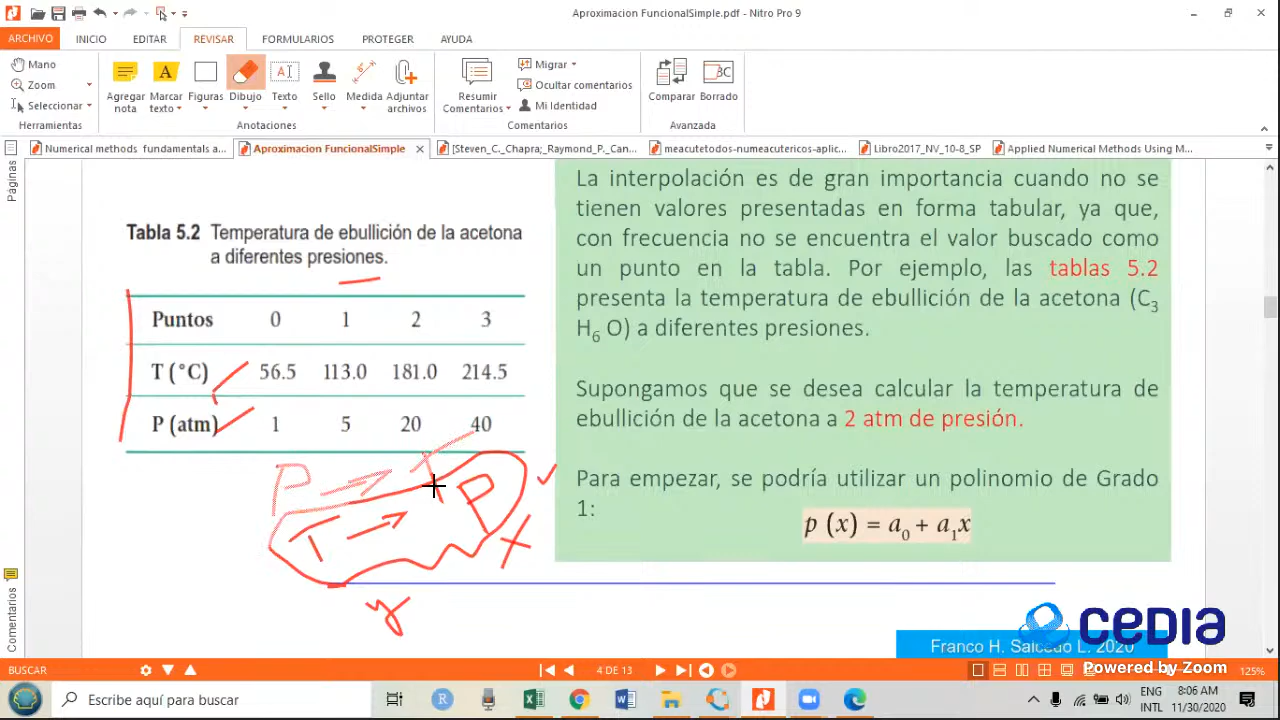 Aproximacion FuncionalSimple.pdf - Nitro Pro 9
ARCHIVO INICIO EDITAR REVISAR FORMULARIOS PROTEGER AYUDA
Mano
Zoom
Seleccionar
Herramientas
Agregar nota
Marcar texto
Figuras
Dibujo
Texto
Sello
Medida
Adjuntar archivos
Anotaciones
Resumir Comentarios
Migrar
Ocultar comentarios
Mi Identidad
Comentarios
Comparar
Borrado
Avanzada
Numerical methods fundamentals a...
Aproximacion FuncionalSimple
[Steven_C._Chapra;_Raymond_P._Can...
meacutetodos-numeacutericos-aplic...
Libro2017_NV_10-8_SP
Applied Numerical Methods Using M...
Páginas
Comentarios
Tabla 5.2 Temperatura de ebullición de la acetona
a diferentes presiones.
Puntos 0 1 2 3
T (°C) 56.5 113.0 181.0 214.5
P (atm) 1 5 20 40
P → T
T → P
x
y
La interpolación es de gran importancia cuando no se
tienen valores presentadas en forma tabular, ya que,
con frecuencia no se encuentra el valor buscado como
un punto en la tabla. Por ejemplo, las tablas 5.2
presenta la temperatura de ebullición de la acetona (C3
H6 O) a diferentes presiones.
Supongamos que se desea calcular la temperatura de
ebullición de la acetona a 2 atm de presión.
Para empezar, se podría utilizar un polinomio de Grado
1:
p (x) = a0 + a1x
Franco H. Salcedo L. 2020
cedia
Powered by Zoom
BUSCAR
4 DE 13
125%
Escribe aquí para buscar
ENG
INTL
8:06 AM
11/30/2020